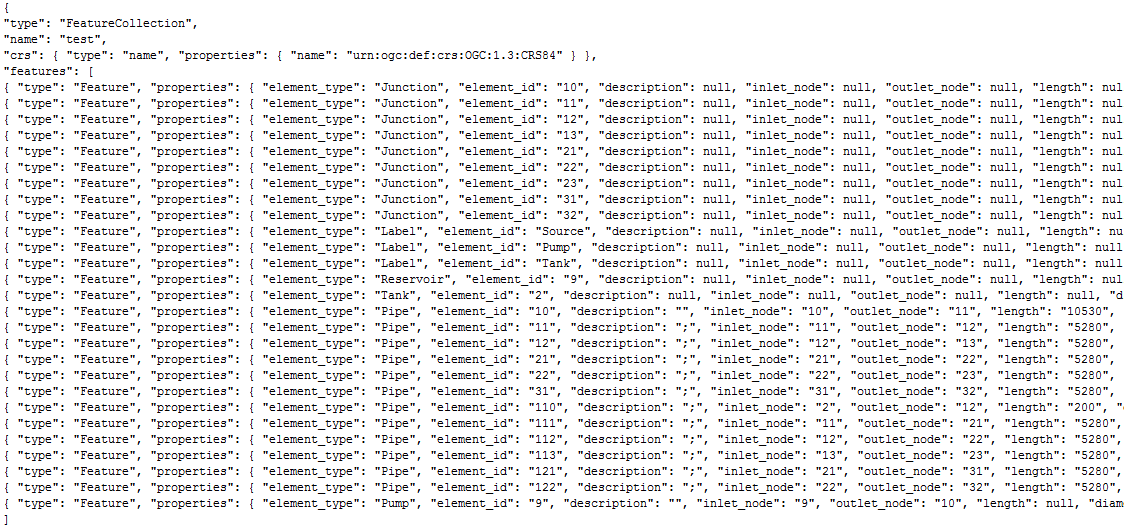 {
"type": "FeatureCollection",
"name": "test",
"crs": { "type": "name", "properties": { "name": "urn:ogc:def:crs:OGC:1.3:CRS84" } },
"features": [
{ "type": "Feature", "properties": { "element_type": "Junction", "element_id": "10", "description": null, "inlet_node": null, "outlet_node": null, "length": nul
{ "type": "Feature", "properties": { "element_type": "Junction", "element_id": "11", "description": null, "inlet_node": null, "outlet_node": null, "length": nul
{ "type": "Feature", "properties": { "element_type": "Junction", "element_id": "12", "description": null, "inlet_node": null, "outlet_node": null, "length": nul
{ "type": "Feature", "properties": { "element_type": "Junction", "element_id": "13", "description": null, "inlet_node": null, "outlet_node": null, "length": nul
{ "type": "Feature", "properties": { "element_type": "Junction", "element_id": "21", "description": null, "inlet_node": null, "outlet_node": null, "length": nul
{ "type": "Feature", "properties": { "element_type": "Junction", "element_id": "22", "description": null, "inlet_node": null, "outlet_node": null, "length": nul
{ "type": "Feature", "properties": { "element_type": "Junction", "element_id": "23", "description": null, "inlet_node": null, "outlet_node": null, "length": nul
{ "type": "Feature", "properties": { "element_type": "Junction", "element_id": "31", "description": null, "inlet_node": null, "outlet_node": null, "length": nul
{ "type": "Feature", "properties": { "element_type": "Junction", "element_id": "32", "description": null, "inlet_node": null, "outlet_node": null, "length": nul
{ "type": "Feature", "properties": { "element_type": "Label", "element_id": "Source", "description": null, "inlet_node": null, "outlet_node": null, "length": nu
{ "type": "Feature", "properties": { "element_type": "Label", "element_id": "Pump", "description": null, "inlet_node": null, "outlet_node": null, "length": null
{ "type": "Feature", "properties": { "element_type": "Label", "element_id": "Tank", "description": null, "inlet_node": null, "outlet_node": null, "length": null
{ "type": "Feature", "properties": { "element_type": "Reservoir", "element_id": "9", "description": null, "inlet_node": null, "outlet_node": null, "length": null
{ "type": "Feature", "properties": { "element_type": "Tank", "element_id": "2", "description": null, "inlet_node": null, "outlet_node": null, "length": null, "d
{ "type": "Feature", "properties": { "element_type": "Pipe", "element_id": "10", "description": "", "inlet_node": "10", "outlet_node": "11", "length": "10530",
{ "type": "Feature", "properties": { "element_type": "Pipe", "element_id": "11", "description": ";", "inlet_node": "11", "outlet_node": "12", "length": "5280",
{ "type": "Feature", "properties": { "element_type": "Pipe", "element_id": "12", "description": ";", "inlet_node": "12", "outlet_node": "13", "length": "5280",
{ "type": "Feature", "properties": { "element_type": "Pipe", "element_id": "21", "description": ";", "inlet_node": "21", "outlet_node": "22", "length": "5280",
{ "type": "Feature", "properties": { "element_type": "Pipe", "element_id": "22", "description": ";", "inlet_node": "22", "outlet_node": "23", "length": "5280",
{ "type": "Feature", "properties": { "element_type": "Pipe", "element_id": "31", "description": ";", "inlet_node": "31", "outlet_node": "32", "length": "5280",
{ "type": "Feature", "properties": { "element_type": "Pipe", "element_id": "110", "description": ";", "inlet_node": "2", "outlet_node": "12", "length": "200", "
{ "type": "Feature", "properties": { "element_type": "Pipe", "element_id": "111", "description": ";", "inlet_node": "11", "outlet_node": "21", "length": "5280",
{ "type": "Feature", "properties": { "element_type": "Pipe", "element_id": "112", "description": ";", "inlet_node": "12", "outlet_node": "22", "length": "5280",
{ "type": "Feature", "properties": { "element_type": "Pipe", "element_id": "113", "description": ";", "inlet_node": "13", "outlet_node": "23", "length": "5280",
{ "type": "Feature", "properties": { "element_type": "Pipe", "element_id": "121", "description": ";", "inlet_node": "21", "outlet_node": "31", "length": "5280",
{ "type": "Feature", "properties": { "element_type": "Pipe", "element_id": "122", "description": ";", "inlet_node": "22", "outlet_node": "32", "length": "5280",
{ "type": "Feature", "properties": { "element_type": "Pump", "element_id": "9", "description": "", "inlet_node": "9", "outlet_node": "10", "length": null, "diam
]